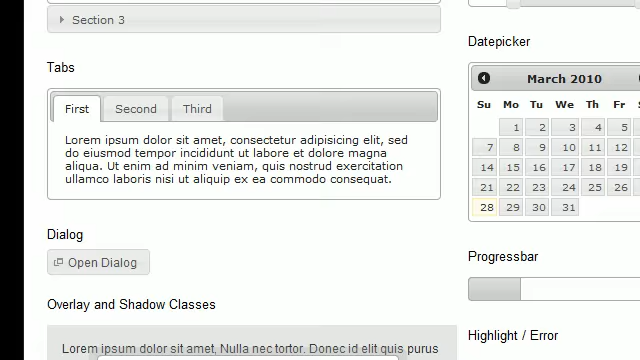 Section 3
Tabs
First Second Third
Lorem ipsum dolor sit amet, consectetur adipisicing elit, sed
do eiusmod tempor incididunt ut labore et dolore magna
aliqua. Ut enim ad minim veniam, quis nostrud exercitation
ullamco laboris nisi ut aliquip ex ea commodo consequat.
Dialog
Open Dialog
Overlay and Shadow Classes
Lorem ipsum dolor sit amet, Nulla nec tortor. Donec id elit quis purus
Datepicker
March 2010
Su Mo Tu We Th Fr
1 2 3 4 5
7 8 9 10 11 12
14 15 16 17 18 19
21 22 23 24 25 26
28 29 30 31
Progressbar
Highlight / Error